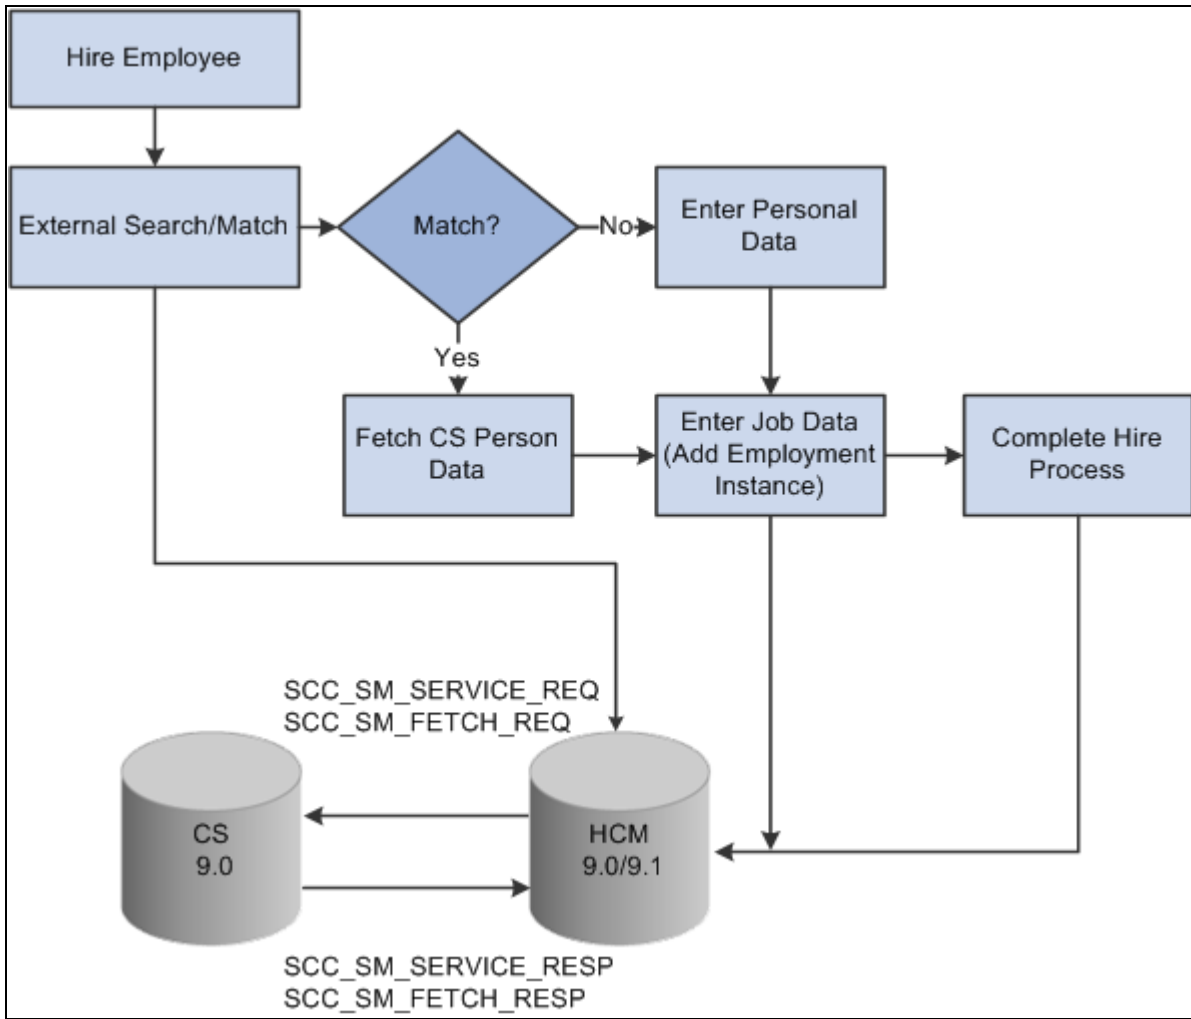 Hire Employee
External Search/Match
Match?
No
Enter Personal
Data
Yes
Fetch CS Person
Data
Enter Job Data
(Add Employment
Instance)
Complete Hire
Process
SCC_SM_SERVICE_REQ
SCC_SM_FETCH_REQ
CS
9.0
HCM
9.0/9.1
SCC_SM_SERVICE_RESP
SCC_SM_FETCH_RESP